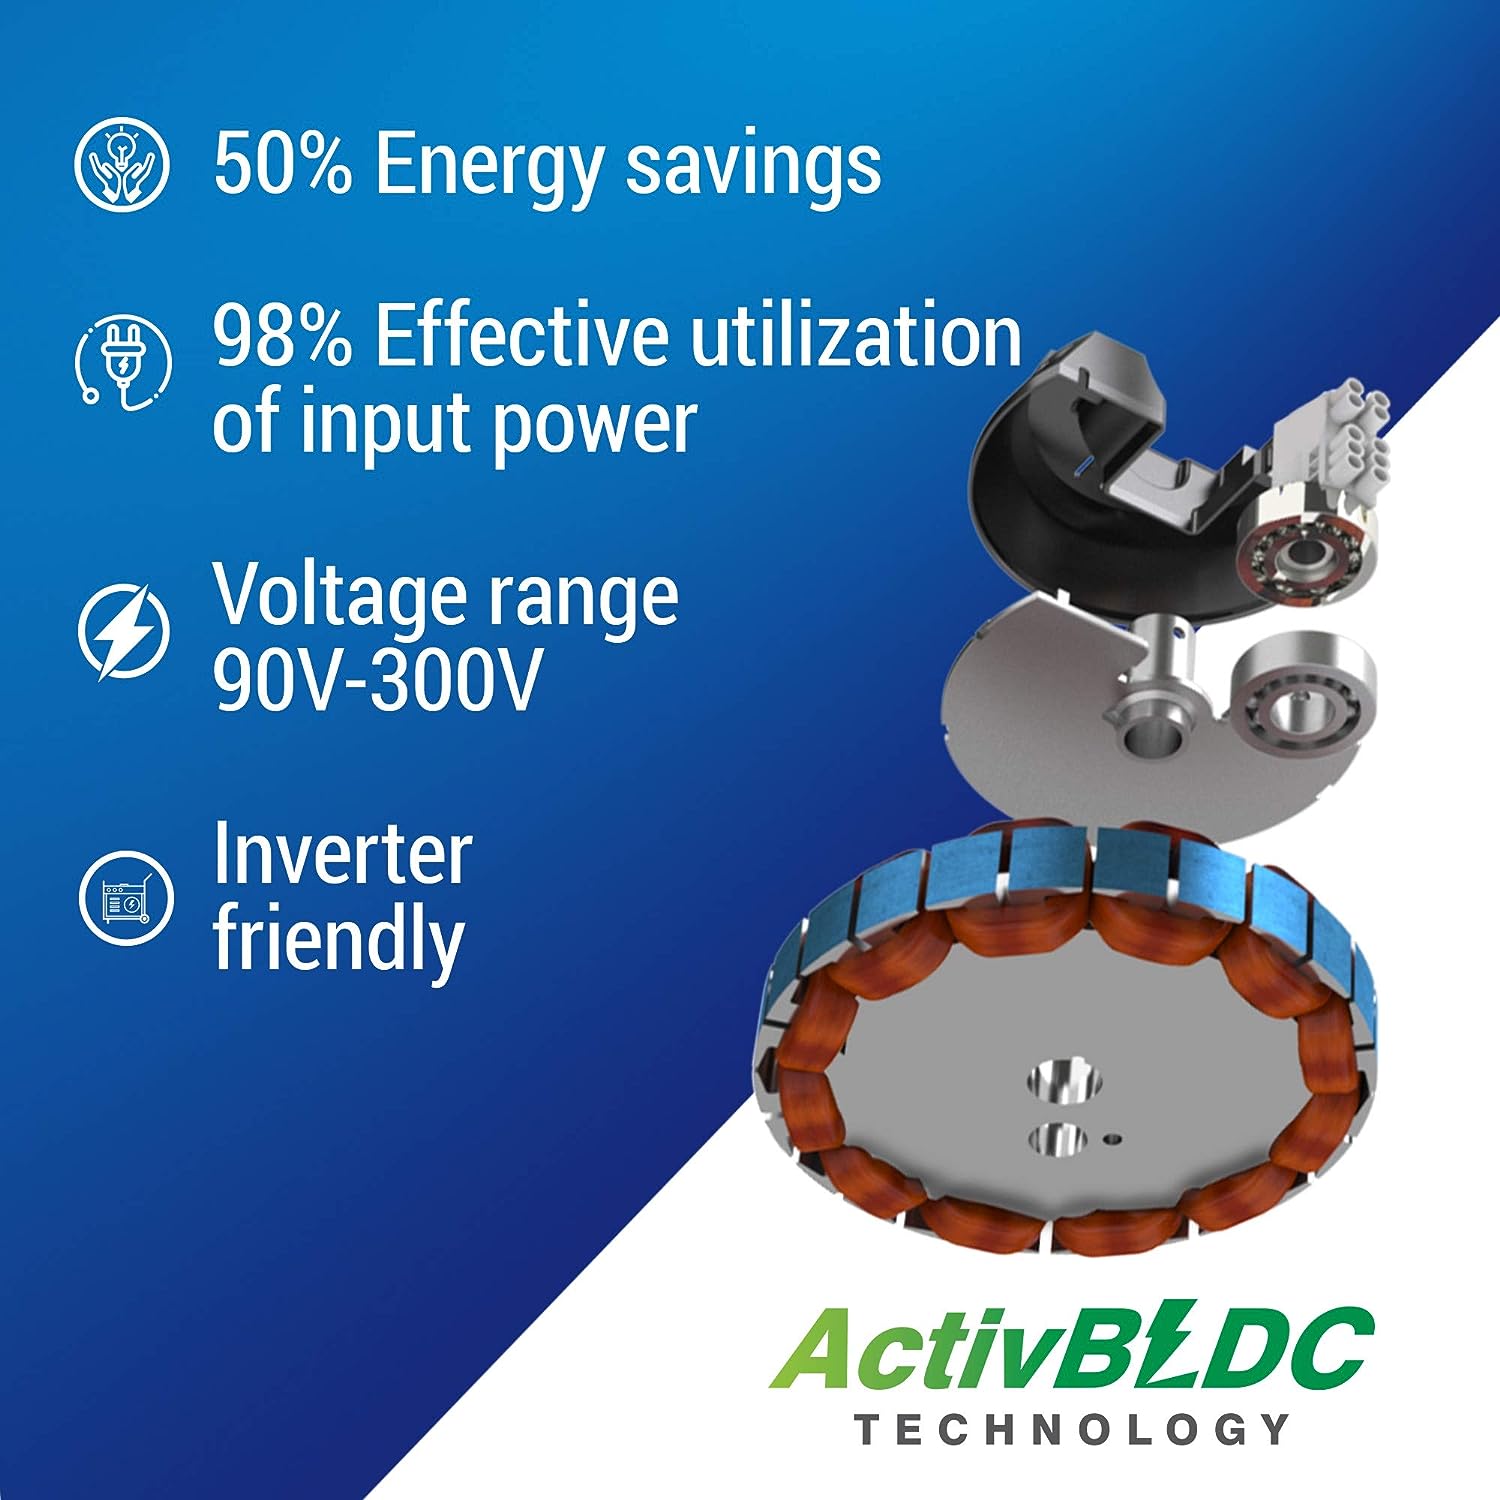 50% Energy savings
98% Effective utilization
of input power
Voltage range
90V-300V
Inverter
friendly
ActivBLDC
TECHNOLOGY